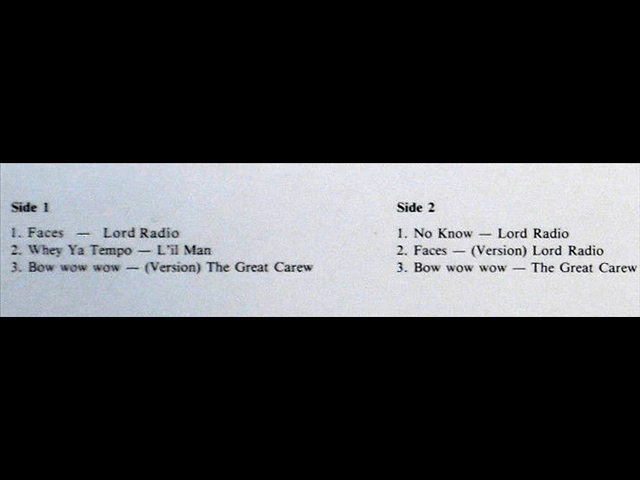 Side 1
1. Faces — Lord Radio
2. Whey Ya Tempo — L'il Man
3. Bow wow wow — (Version) The Great Carew
Side 2
1. No Know — Lord Radio
2. Faces — (Version) Lord Radio
3. Bow wow wow — The Great Carew